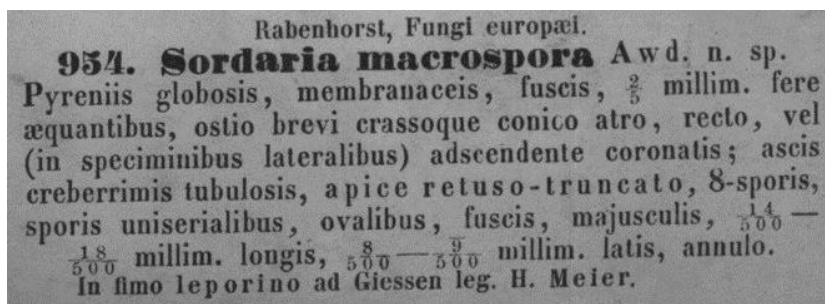 Rabenhorst, Fungi europæi.
954. Sordaria macrospora Awd. n. sp.
Pyreniis globosis, membranaceis, fuscis, 2/5 millim. fere
æquantibus, ostio brevi crassoque conico atro, recto, vel
(in speciminibus lateralibus) adscendente coronatis; ascis
creberrimis tubulosis, apice retuso-truncato, 8-sporis,
sporis uniserialibus, ovalibus, fuscis, majusculis, 14/500—
18/500 millim. longis, 8/500—9/500 millim. latis, annulo.
In fimo leporino ad Giessen leg. H. Meier.